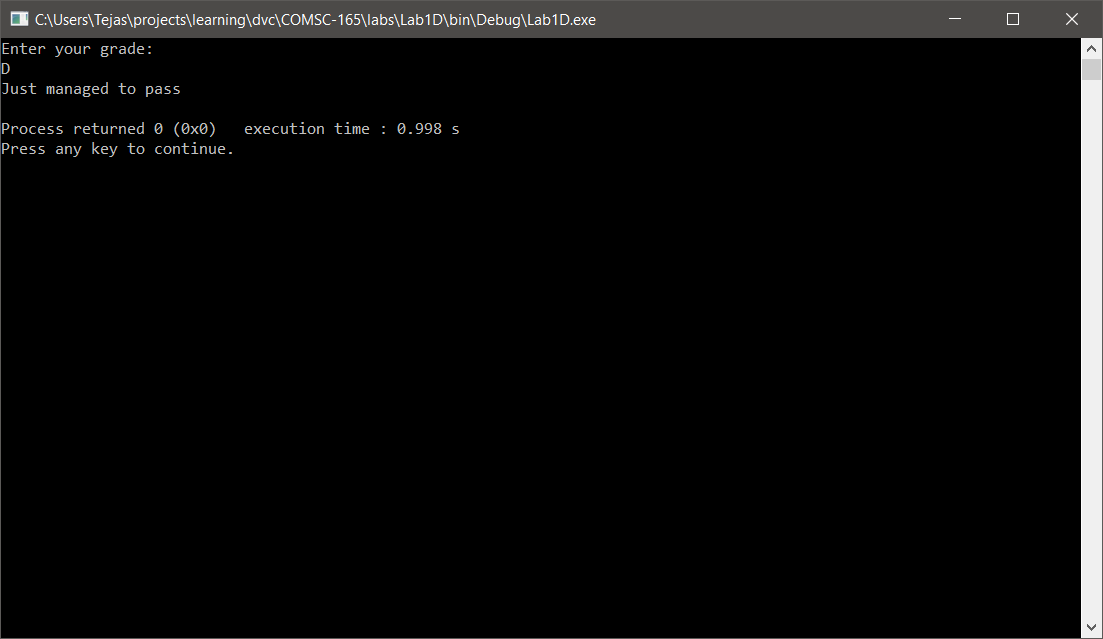 C:\Users\Tejas\projects\learning\dvc\COMSC-165\labs\Lab1D\bin\Debug\Lab1D.exe
Enter your grade:
D
Just managed to pass
Process returned 0 (0x0)   execution time : 0.998 s
Press any key to continue.